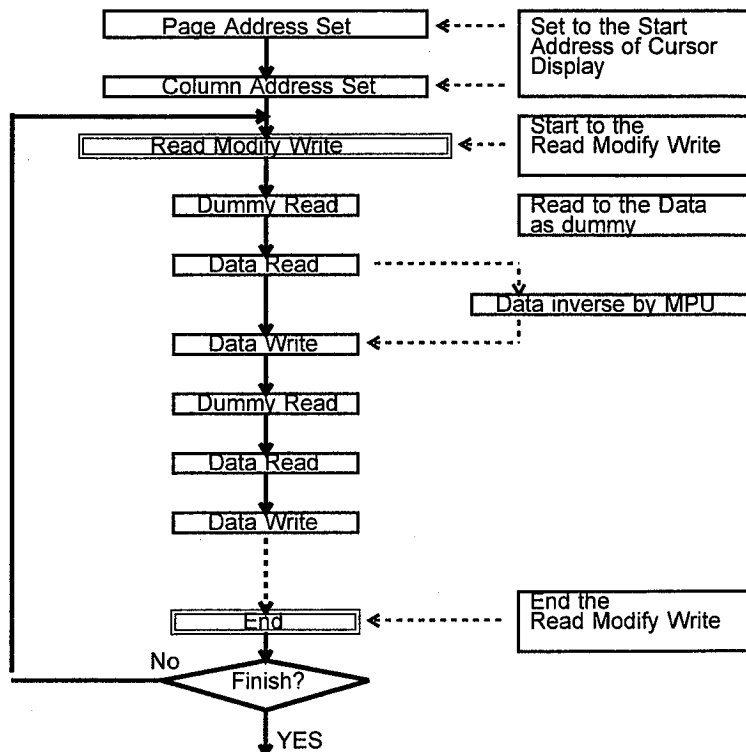 Page Address Set
Set to the Start
Address of Cursor
Display
Column Address Set
Start to the
Read Modify Write
Read Modify Write
Dummy Read
Read to the Data
as dummy
Data Read
Data inverse by MPU
Data Write
Dummy Read
Data Read
Data Write
End the
Read Modify Write
End
No
Finish?
YES